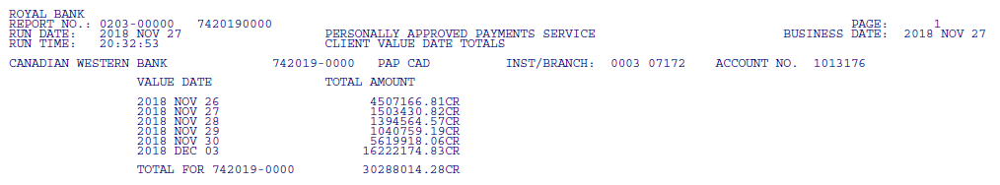 ROYAL BANK
REPORT NO.: 0203-00000   7420190000                                                                             PAGE:      1
RUN DATE:   2018 NOV 27                   PERSONALLY APPROVED PAYMENTS SERVICE                         BUSINESS DATE:  2018 NOV 27
RUN TIME:   20:32:53                      CLIENT VALUE DATE TOTALS
CANADIAN WESTERN BANK              742019-0000   PAP CAD          INST/BRANCH:  0003 07172    ACCOUNT NO.  1013176
VALUE DATE               TOTAL AMOUNT
2018 NOV 26                    4507166.81CR
2018 NOV 27                    1503430.82CR
2018 NOV 28                    1394564.57CR
2018 NOV 29                    1040759.19CR
2018 NOV 30                    5619918.06CR
2018 DEC 03                   16222174.83CR
TOTAL FOR 742019-0000         30288014.28CR